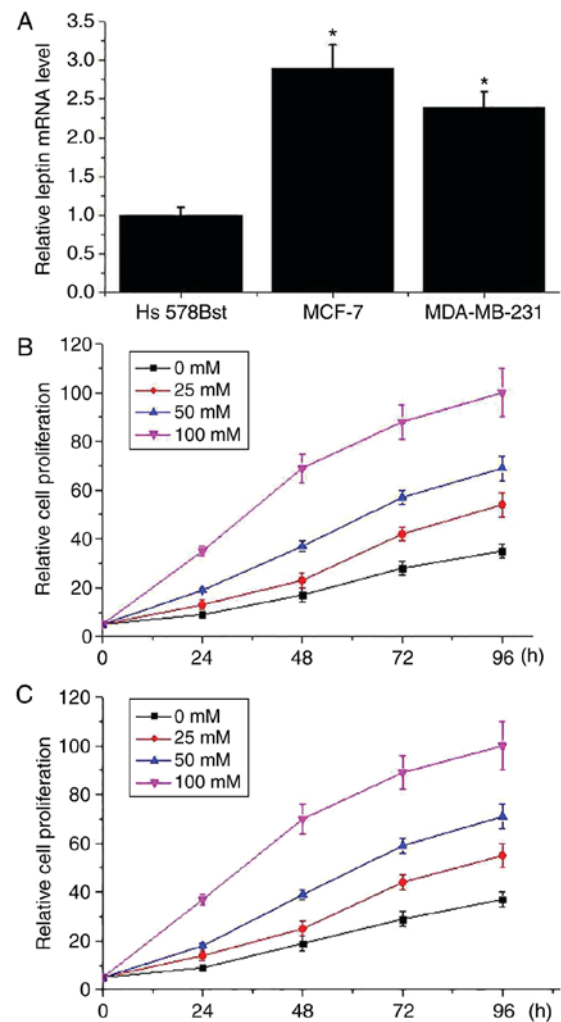 A
Relative leptin mRNA level
3.5
3.0
2.5
2.0
1.5
1.0
0.5
0.0
*
*
Hs 578Bst MCF-7 MDA-MB-231
B
Relative cell proliferation
120
100
80
60
40
20
0
0 mM
25 mM
50 mM
100 mM
0 24 48 72 96 (h)
C
Relative cell proliferation
120
100
80
60
40
20
0
0 mM
25 mM
50 mM
100 mM
0 24 48 72 96 (h)